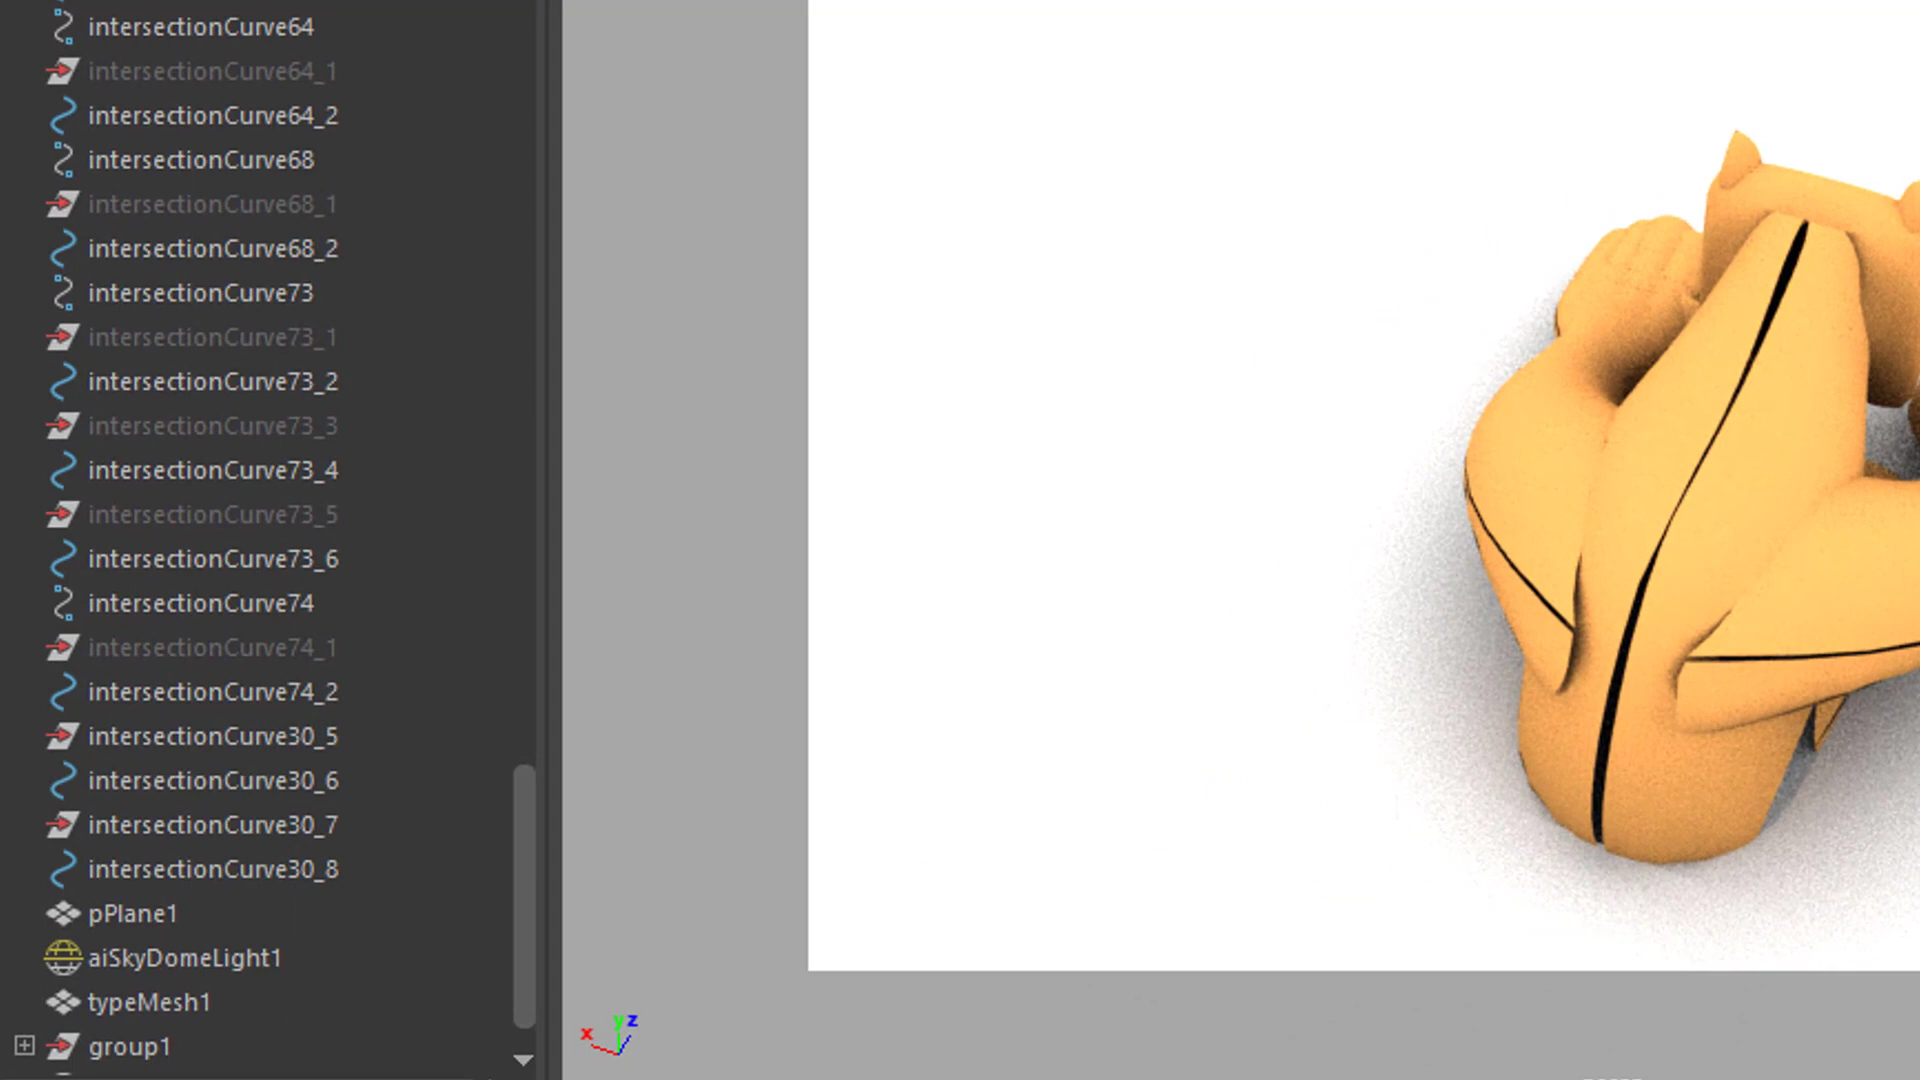 intersectionCurve64
intersectionCurve64_1
intersectionCurve64_2
intersectionCurve68
intersectionCurve68_1
intersectionCurve68_2
intersectionCurve73
intersectionCurve73_1
intersectionCurve73_2
intersectionCurve73_3
intersectionCurve73_4
intersectionCurve73_5
intersectionCurve73_6
intersectionCurve74
intersectionCurve74_1
intersectionCurve74_2
intersectionCurve30_5
intersectionCurve30_6
intersectionCurve30_7
intersectionCurve30_8
pPlane1
aiSkyDomeLight1
typeMesh1
group1
x y z